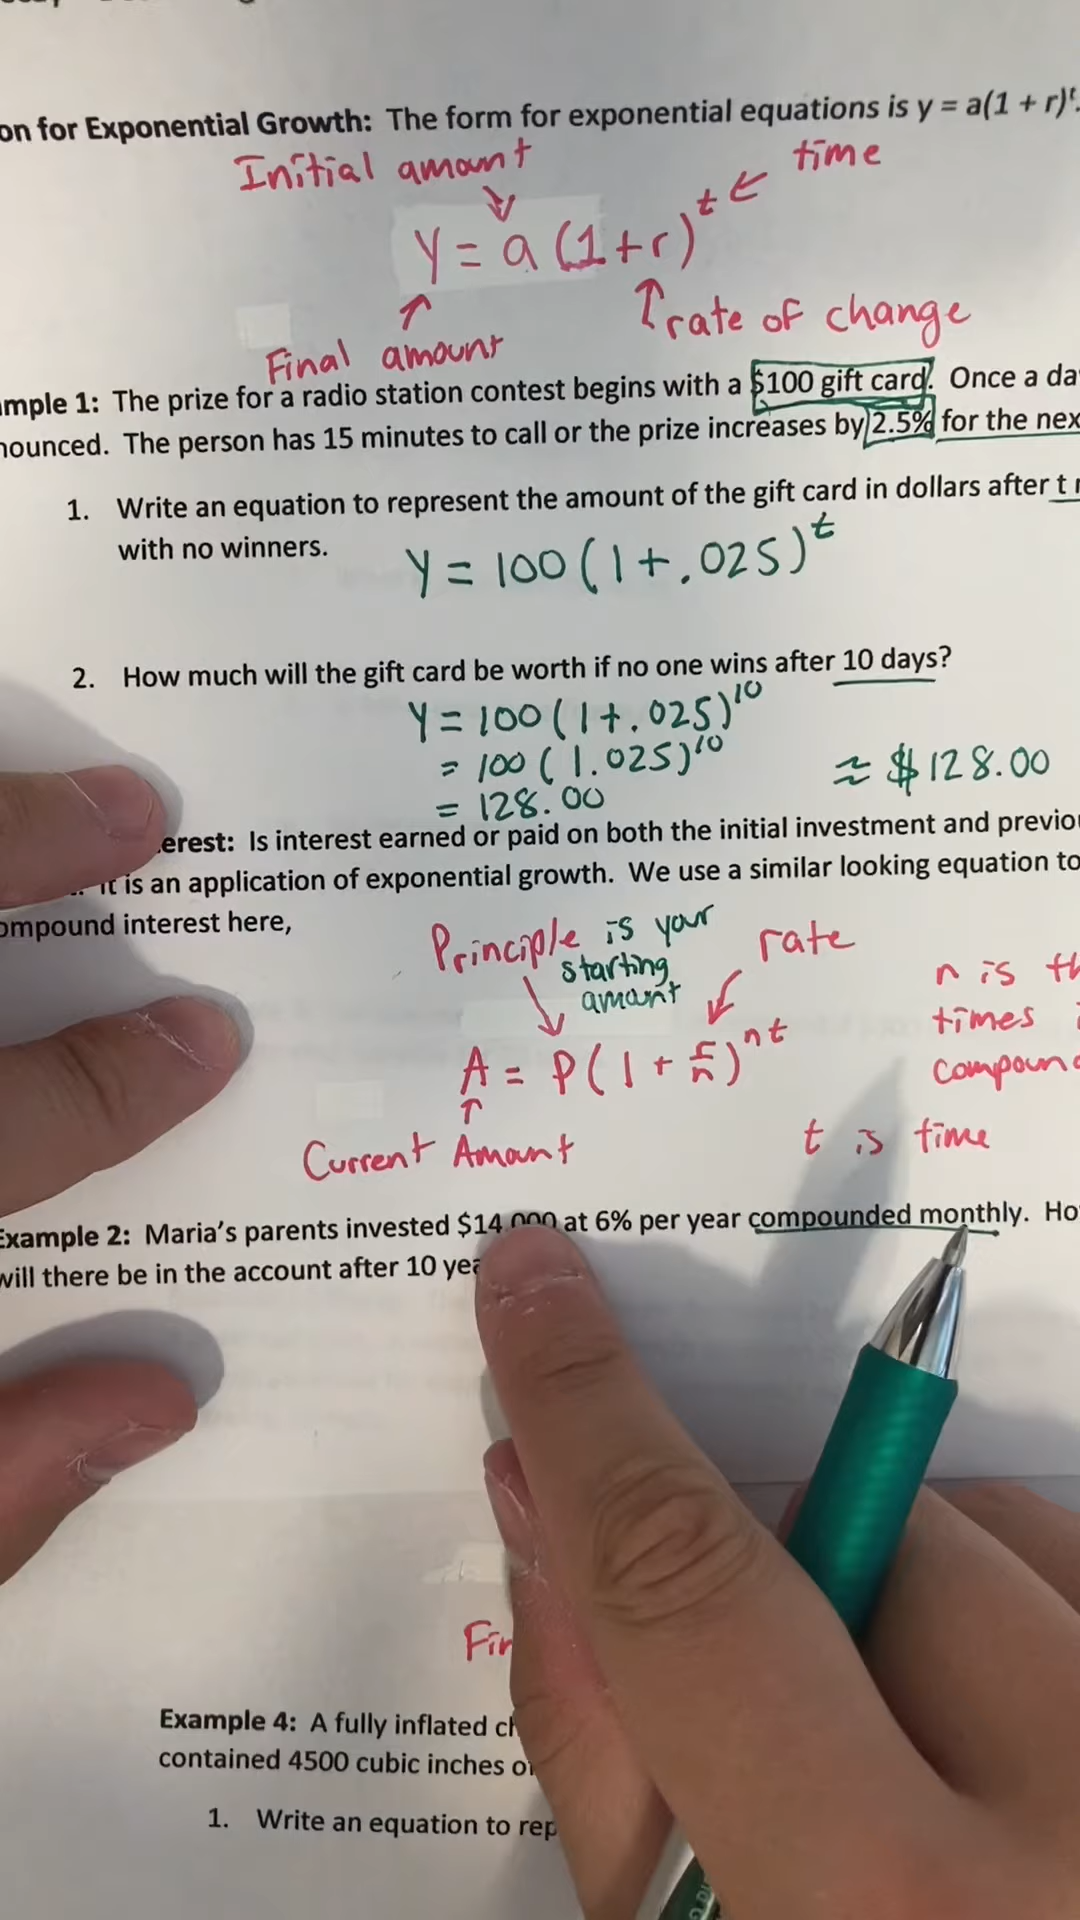 on for Exponential Growth: The form for exponential equations is y = a(1 + r)ᵗ.
Initial amount
time
Y = a (1+r)ᵗ
rate of change
Final amount
mple 1: The prize for a radio station contest begins with a $100 gift card. Once a da
nounced. The person has 15 minutes to call or the prize increases by 2.5% for the nex
1. Write an equation to represent the amount of the gift card in dollars after t
with no winners.
Y = 100 (1+.025)ᵗ
2. How much will the gift card be worth if no one wins after 10 days?
Y = 100 (1+.025)¹⁰
= 100 (1.025)¹⁰
≈ $128.00
= 128.00
erest: Is interest earned or paid on both the initial investment and previou
it is an application of exponential growth. We use a similar looking equation to
ompound interest here,
Principle is your
starting
amount
rate
n is th
times
compound
A = P(1 + r/n)ⁿᵗ
t is time
Current Amount
Example 2: Maria's parents invested $14,000 at 6% per year compounded monthly. Ho
will there be in the account after 10 yea
Fin
Example 4: A fully inflated ch
contained 4500 cubic inches of
1. Write an equation to rep